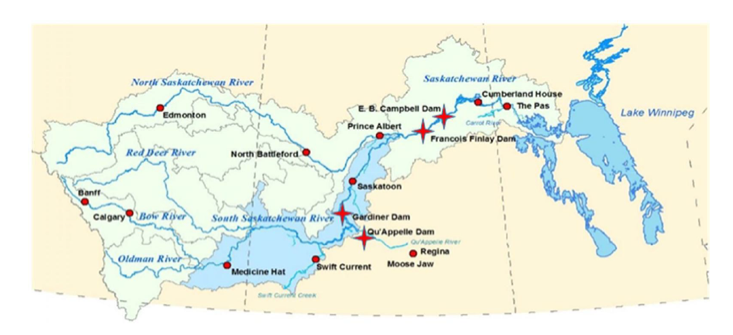 North Saskatchewan River
Saskatchewan River
Cumberland House
Edmonton
E. B. Campbell Dam
The Pas
Lake Winnipeg
Prince Albert
Carrot River
Francois Finlay Dam
Red Deer River
North Battleford
Saskatoon
Banff
Calgary
Bow River
South Saskatchewan River
Gardiner Dam
Qu'Appelle Dam
Qu'Appelle River
Oldman River
Regina
Medicine Hat
Swift Current
Moose Jaw
Swift Current Creek